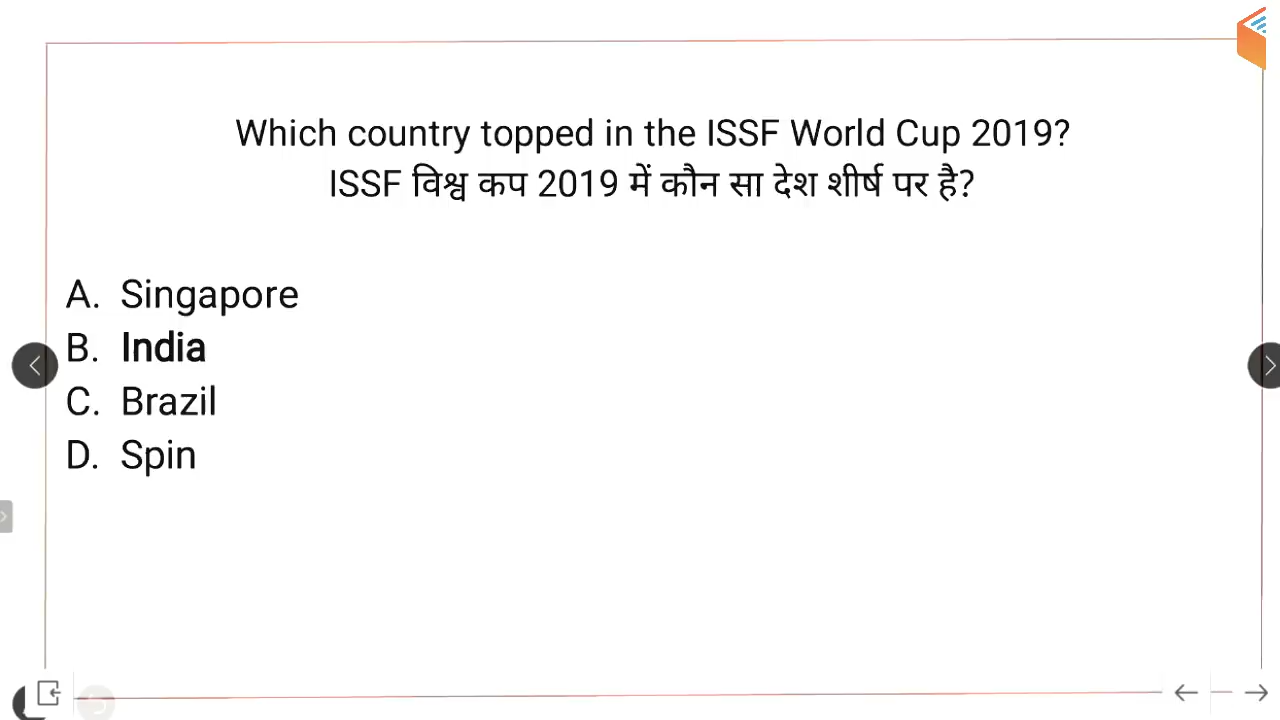 Which country topped in the ISSF World Cup 2019?
ISSF विश्व कप 2019 में कौन सा देश शीर्ष पर है?
A. Singapore
B. India
C. Brazil
D. Spin